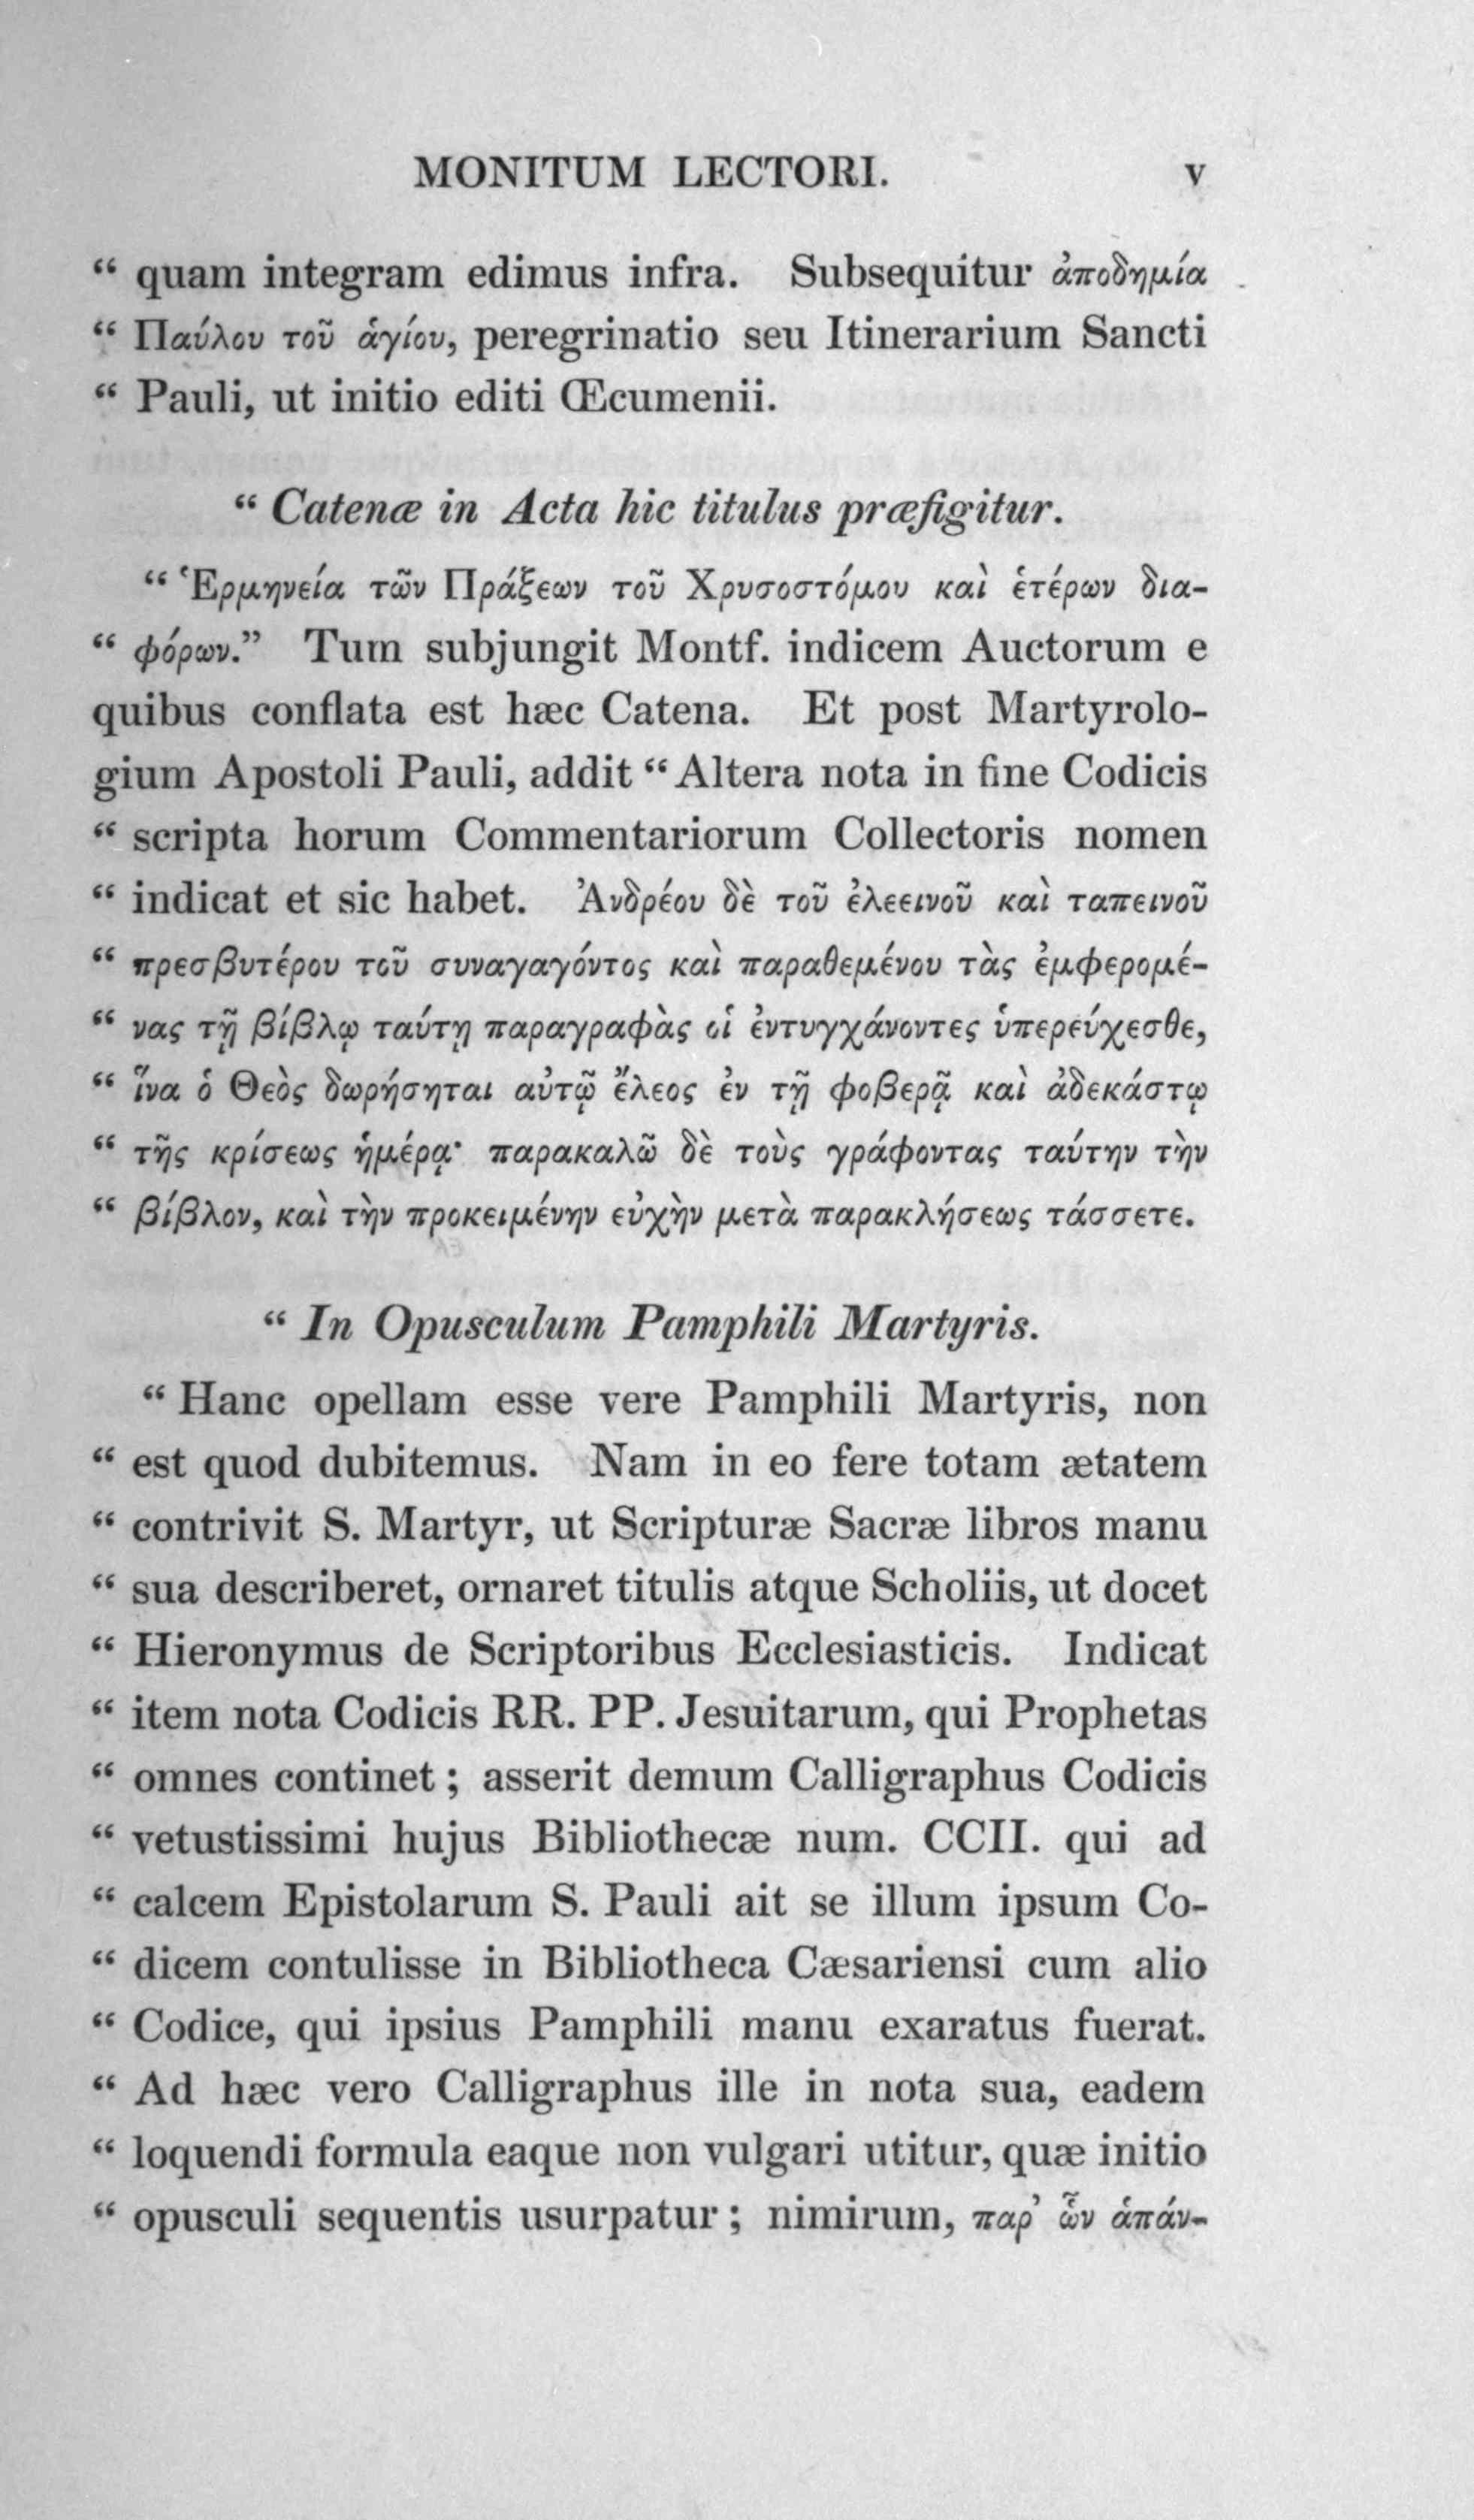 MONITUM LECTORI. v
“ quam integram edimus infra. Subsequitur ἀποδημία
“ Παύλου τοῦ ἁγίου, peregrinatio seu Itinerarium Sancti
“ Pauli, ut initio editi Œcumenii.
“ Catenæ in Acta hic titulus præfigitur.
“ Ἑρμηνεία τῶν Πράξεων τοῦ Χρυσοστόμου καὶ ἑτέρων δια-
“ φόρων.” Tum subjungit Montf. indicem Auctorum e
quibus conflata est hæc Catena. Et post Martyrolo-
gium Apostoli Pauli, addit “ Altera nota in fine Codicis
“ scripta horum Commentariorum Collectoris nomen
“ indicat et sic habet. Ἀνδρέου δὲ τοῦ ἐλεεινοῦ καὶ ταπεινοῦ
“ πρεσβυτέρου τοῦ συναγαγόντος καὶ παραθεμένου τὰς ἐμφερομέ-
“ νας τῇ βίβλῳ ταύτῃ παραγραφὰς οἱ ἐντυγχάνοντες ὑπερεύχεσθε,
“ ἵνα ὁ Θεὸς δωρήσηται αὐτῷ ἔλεος ἐν τῇ φοβερᾷ καὶ ἀδεκάστῳ
“ τῆς κρίσεως ἡμέρᾳ· παρακαλῶ δὲ τοὺς γράφοντας ταύτην τὴν
“ βίβλον, καὶ τὴν προκειμένην εὐχὴν μετὰ παρακλήσεως τάσσετε.
“ In Opusculum Pamphili Martyris.
“ Hanc opellam esse vere Pamphili Martyris, non
“ est quod dubitemus. Nam in eo fere totam ætatem
“ contrivit S. Martyr, ut Scripturæ Sacræ libros manu
“ sua describeret, ornaret titulis atque Scholiis, ut docet
“ Hieronymus de Scriptoribus Ecclesiasticis. Indicat
“ item nota Codicis RR. PP. Jesuitarum, qui Prophetas
“ omnes continet ; asserit demum Calligraphus Codicis
“ vetustissimi hujus Bibliothecæ num. CCII. qui ad
“ calcem Epistolarum S. Pauli ait se illum ipsum Co-
“ dicem contulisse in Bibliotheca Cæsariensi cum alio
“ Codice, qui ipsius Pamphili manu exaratus fuerat.
“ Ad hæc vero Calligraphus ille in nota sua, eadem
“ loquendi formula eaque non vulgari utitur, quæ initio
“ opusculi sequentis usurpatur ; nimirum, παρ’ ὧν ἁπάν-